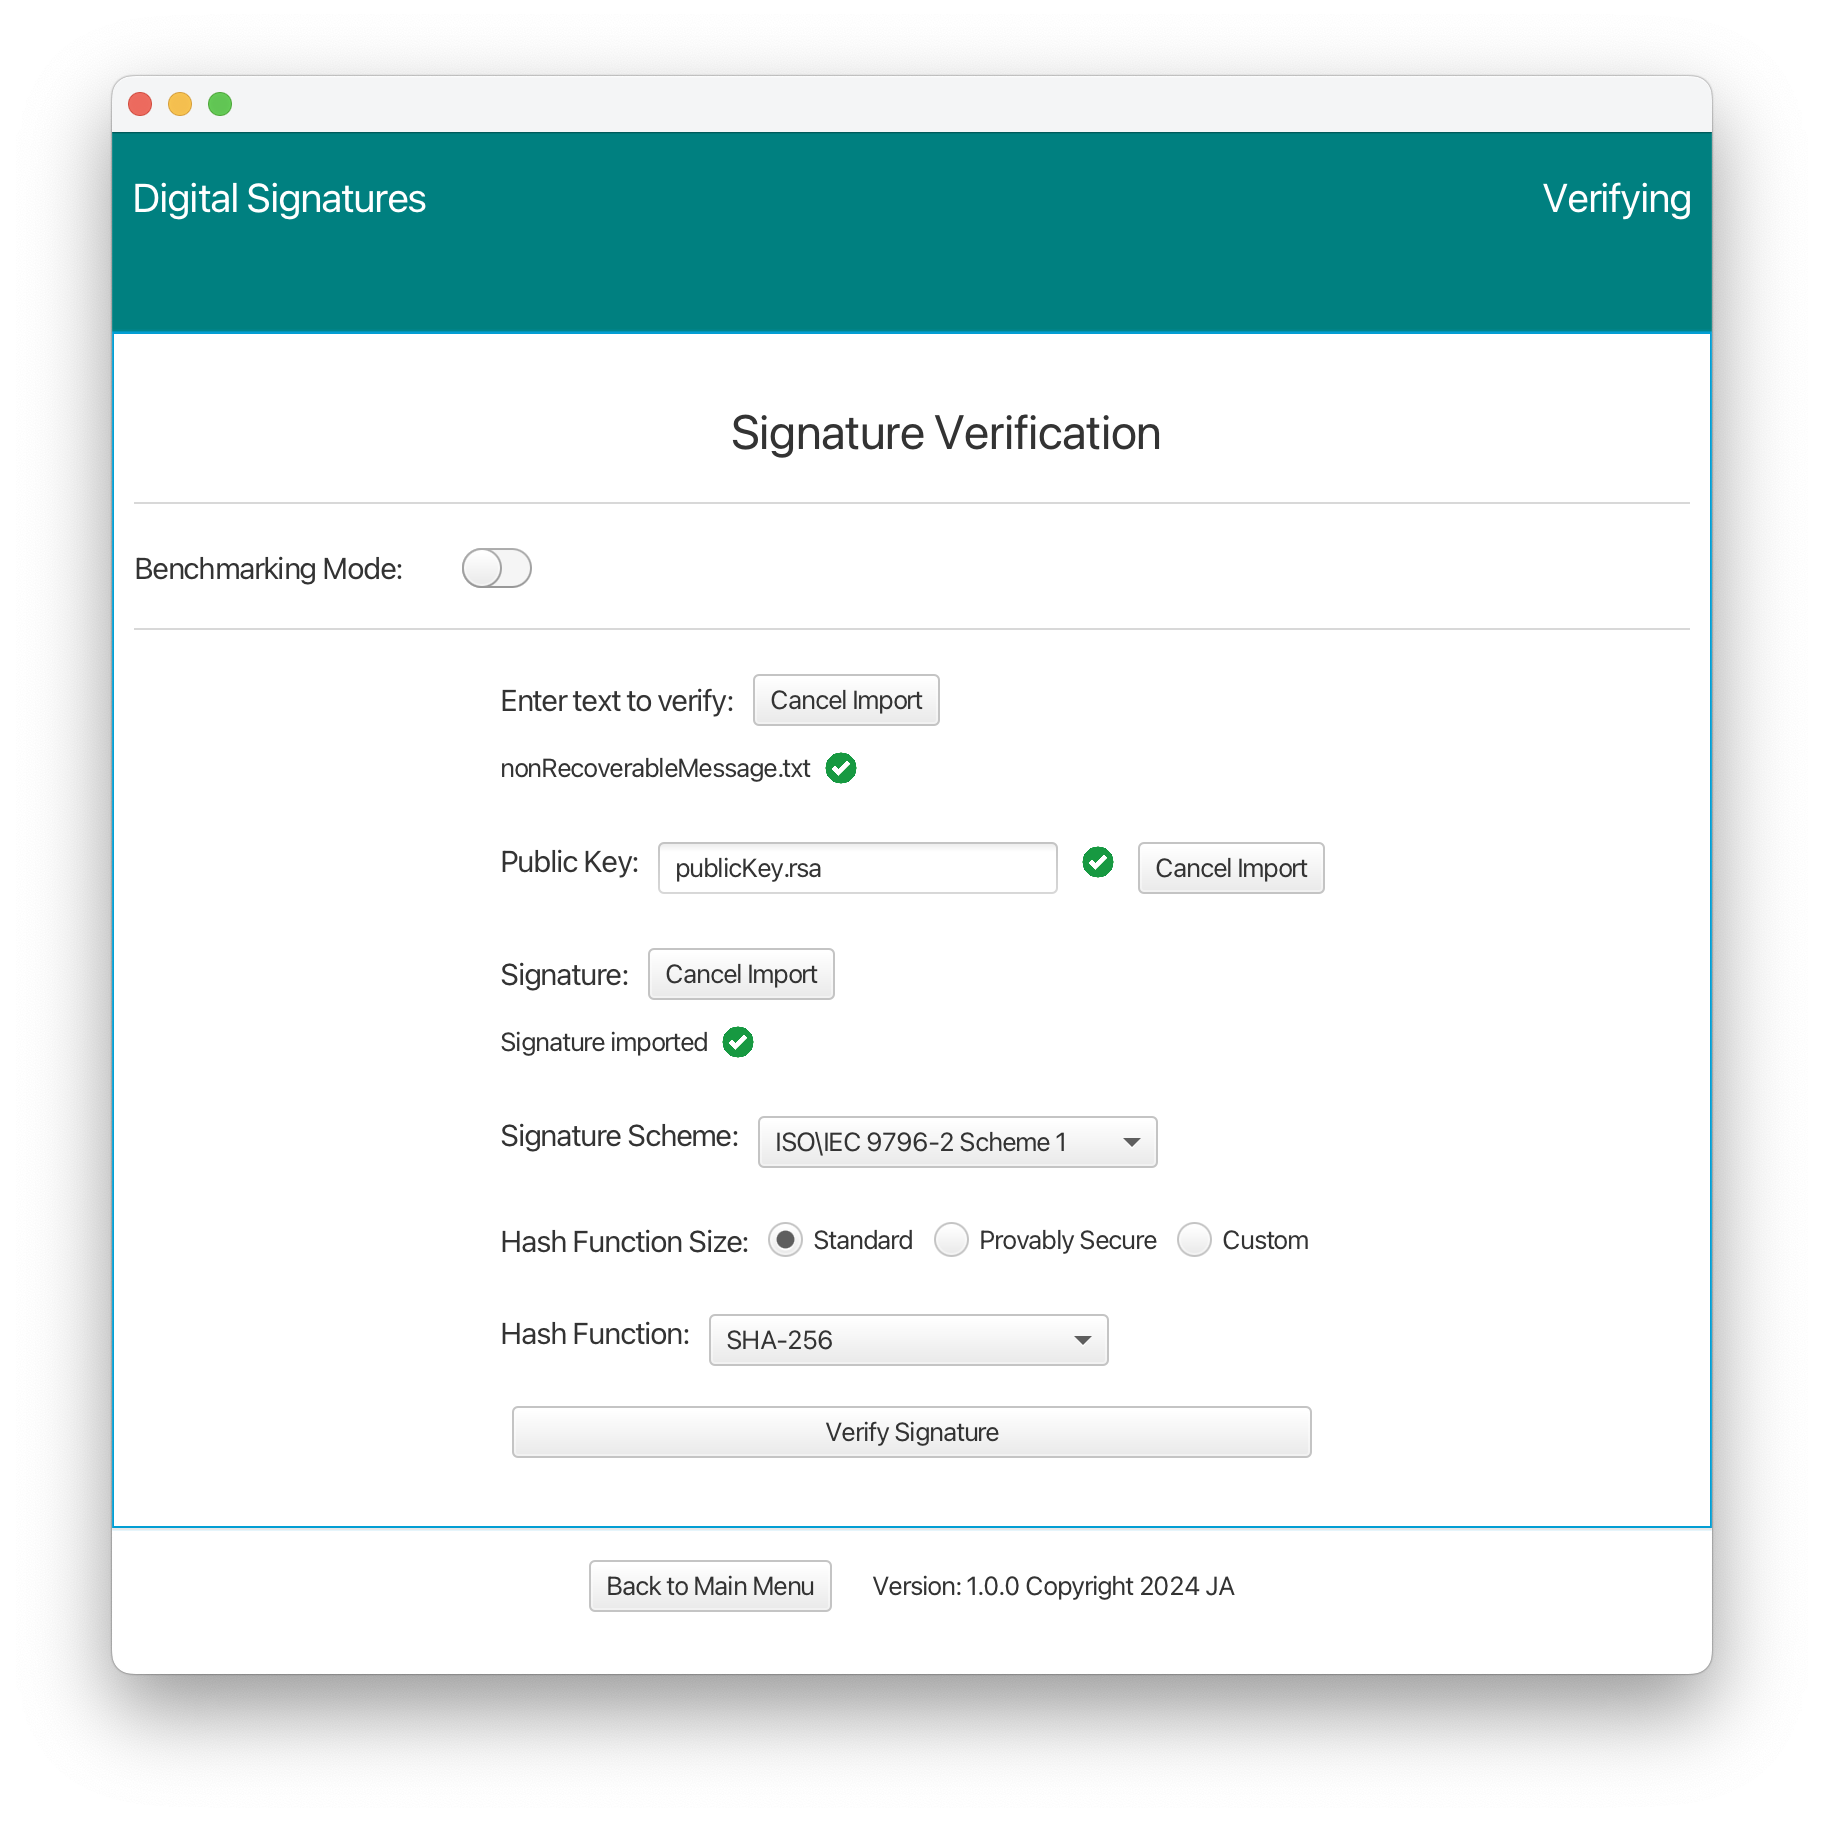 Digital Signatures
Verifying
Signature Verification
Benchmarking Mode:
Enter text to verify: Cancel Import
nonRecoverableMessage.txt
Public Key: publicKey.rsa Cancel Import
Signature: Cancel Import
Signature imported
Signature Scheme: ISO\IEC 9796-2 Scheme 1
Hash Function Size: Standard Provably Secure Custom
Hash Function: SHA-256
Verify Signature
Back to Main Menu Version: 1.0.0 Copyright 2024 JA